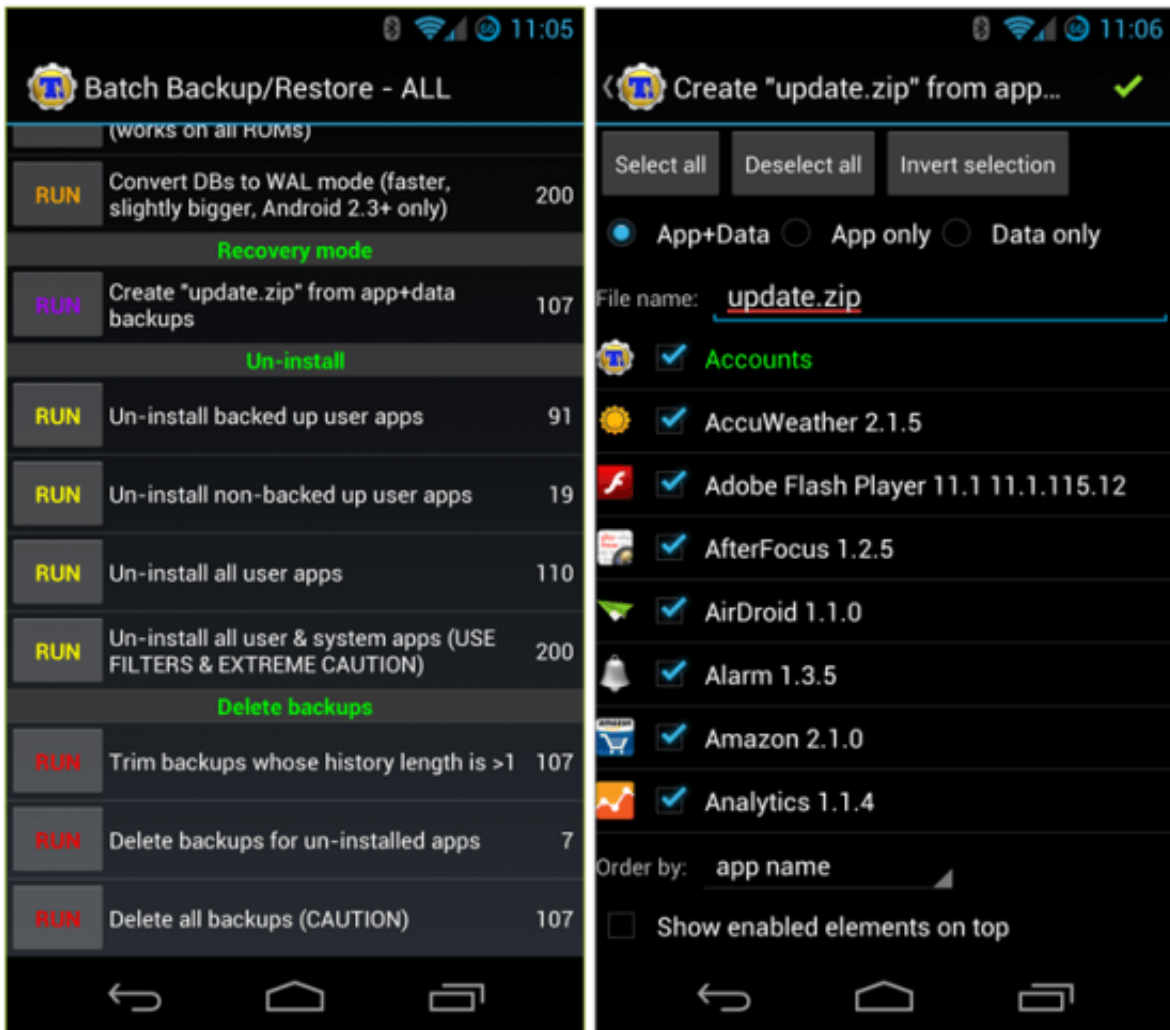 66 11:05
Batch Backup/Restore - ALL
(works on all ROMs)
RUN Convert DBs to WAL mode (faster,
slightly bigger, Android 2.3+ only) 200
Recovery mode
RUN Create "update.zip" from app+data
backups 107
Un-install
RUN Un-install backed up user apps 91
RUN Un-install non-backed up user apps 19
RUN Un-install all user apps 110
RUN Un-install all user & system apps (USE
FILTERS & EXTREME CAUTION) 200
Delete backups
RUN Trim backups whose history length is >1 107
RUN Delete backups for un-installed apps 7
RUN Delete all backups (CAUTION) 107
66 11:06
Create "update.zip" from app...
Select all Deselect all Invert selection
App+Data App only Data only
File name: update.zip
Accounts
AccuWeather 2.1.5
Adobe Flash Player 11.1 11.1.115.12
AfterFocus 1.2.5
AirDroid 1.1.0
Alarm 1.3.5
amazon
Amazon 2.1.0
Analytics 1.1.4
Order by: app name
Show enabled elements on top